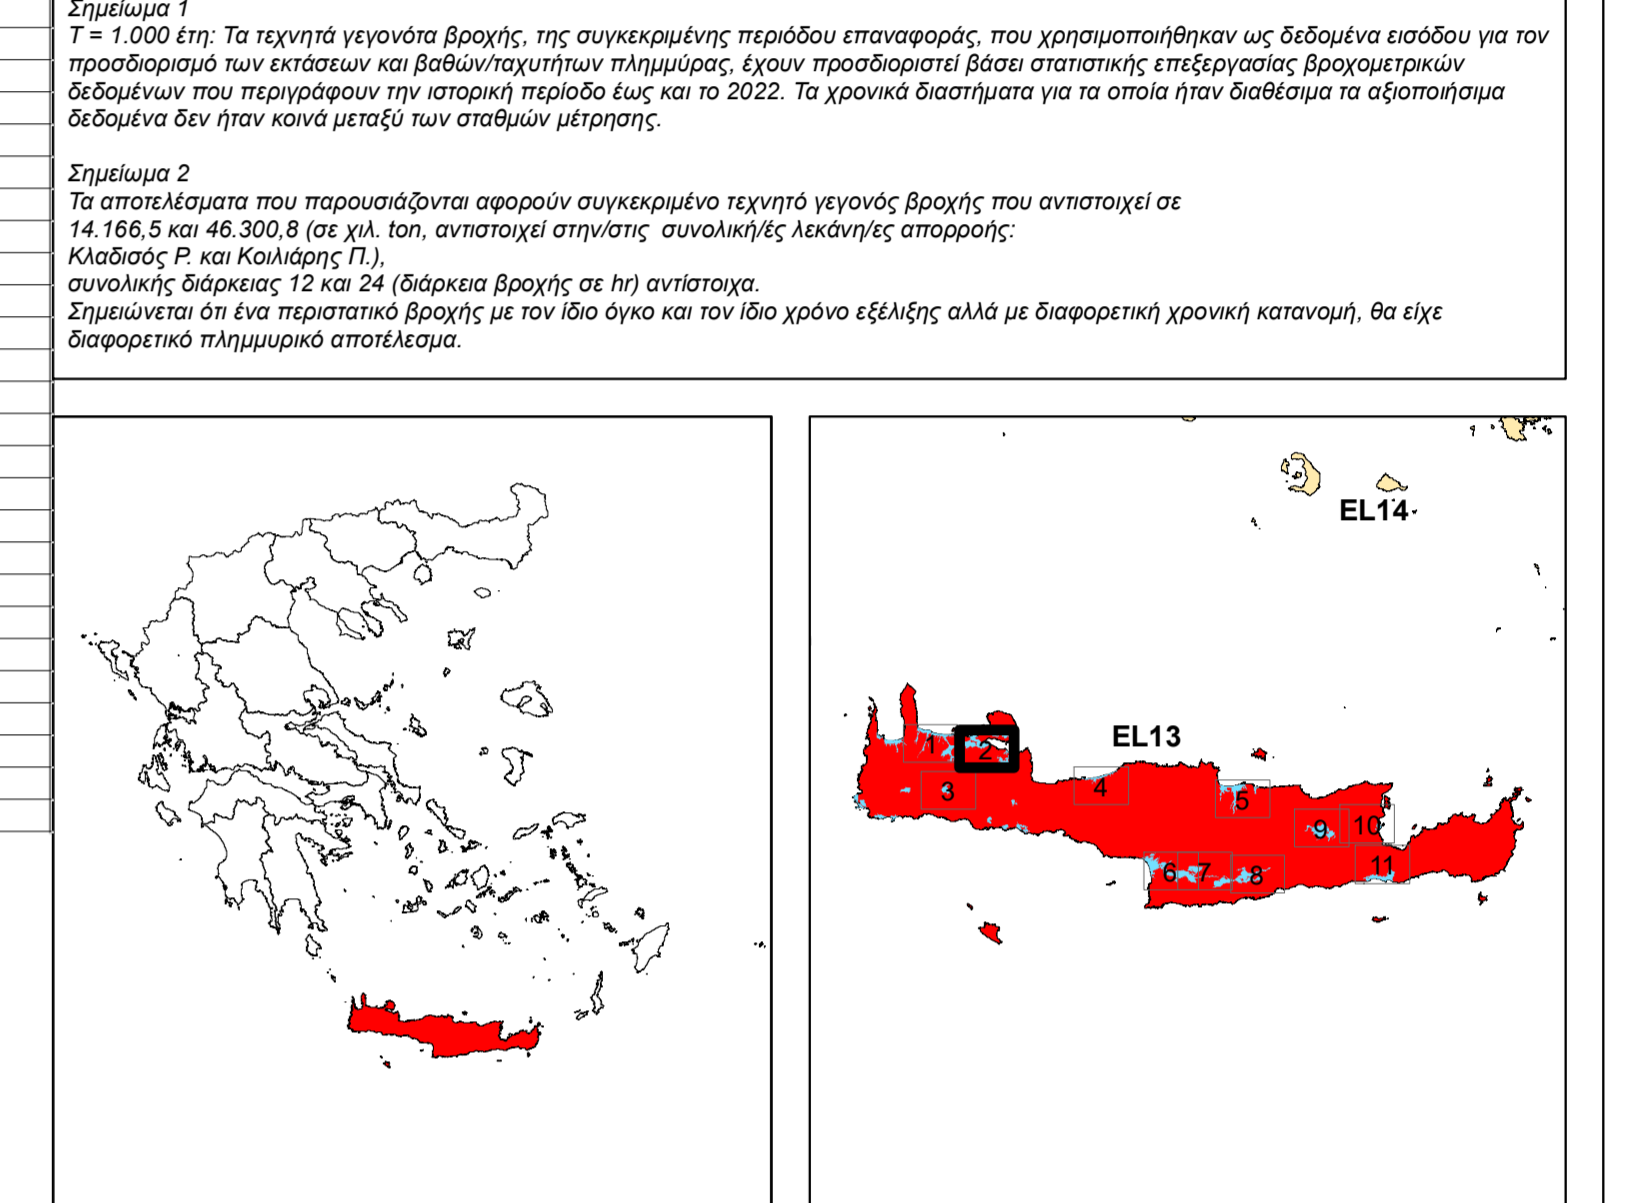 Σημείωμα 1
T = 1.000 έτη: Τα τεχνητά γεγονότα βροχής, της συγκεκριμένης περιόδου επαναφοράς, που χρησιμοποιήθηκαν ως δεδομένα εισόδου για τον
προσδιορισμό των εκτάσεων και βαθών/ταχυτήτων πλημμύρας, έχουν προσδιοριστεί βάσει στατιστικής επεξεργασίας βροχομετρικών
δεδομένων που περιγράφουν την ιστορική περίοδο έως και το 2022. Τα χρονικά διαστήματα για τα οποία ήταν διαθέσιμα τα αξιοποιήσιμα
δεδομένα δεν ήταν κοινά μεταξύ των σταθμών μέτρησης.
Σημείωμα 2
Τα αποτελέσματα που παρουσιάζονται αφορούν συγκεκριμένο τεχνητό γεγονός βροχής που αντιστοιχεί σε
14.166,5 και 46.300,8 (σε χιλ. ton, αντιστοιχεί στην/στις συνολική/ές λεκάνη/ες απορροής:
Κλαδισός Ρ. και Κοιλιάρης Π.),
συνολικής διάρκειας 12 και 24 (διάρκεια βροχής σε hr) αντίστοιχα.
Σημειώνεται ότι ένα περιστατικό βροχής με τον ίδιο όγκο και τον ίδιο χρόνο εξέλιξης αλλά με διαφορετική χρονική κατανομή, θα είχε
διαφορετικό πλημμυρικό αποτέλεσμα.
EL14
EL13
1
2
3
4
5
9
10
6
7
8
11